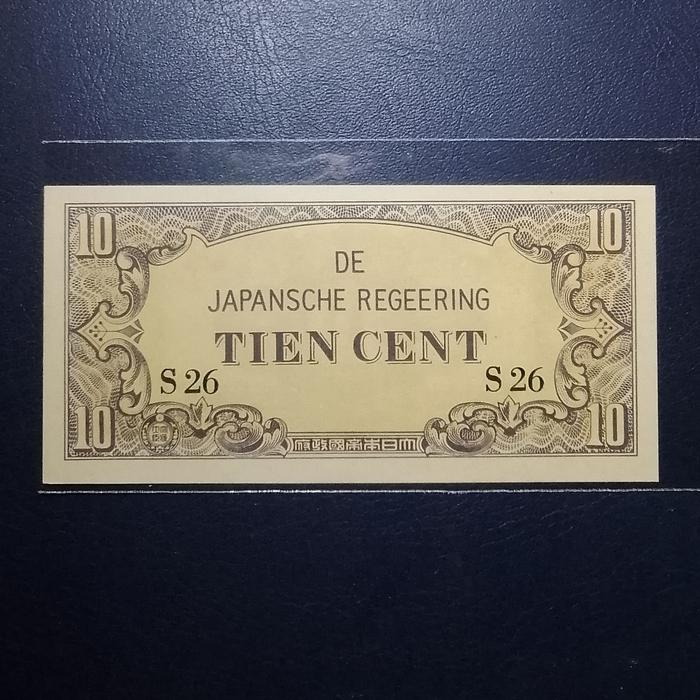 10 10
DE
JAPANSCHE REGEERING
TIEN CENT
S 26 S 26
10 10
府政國帝本日大